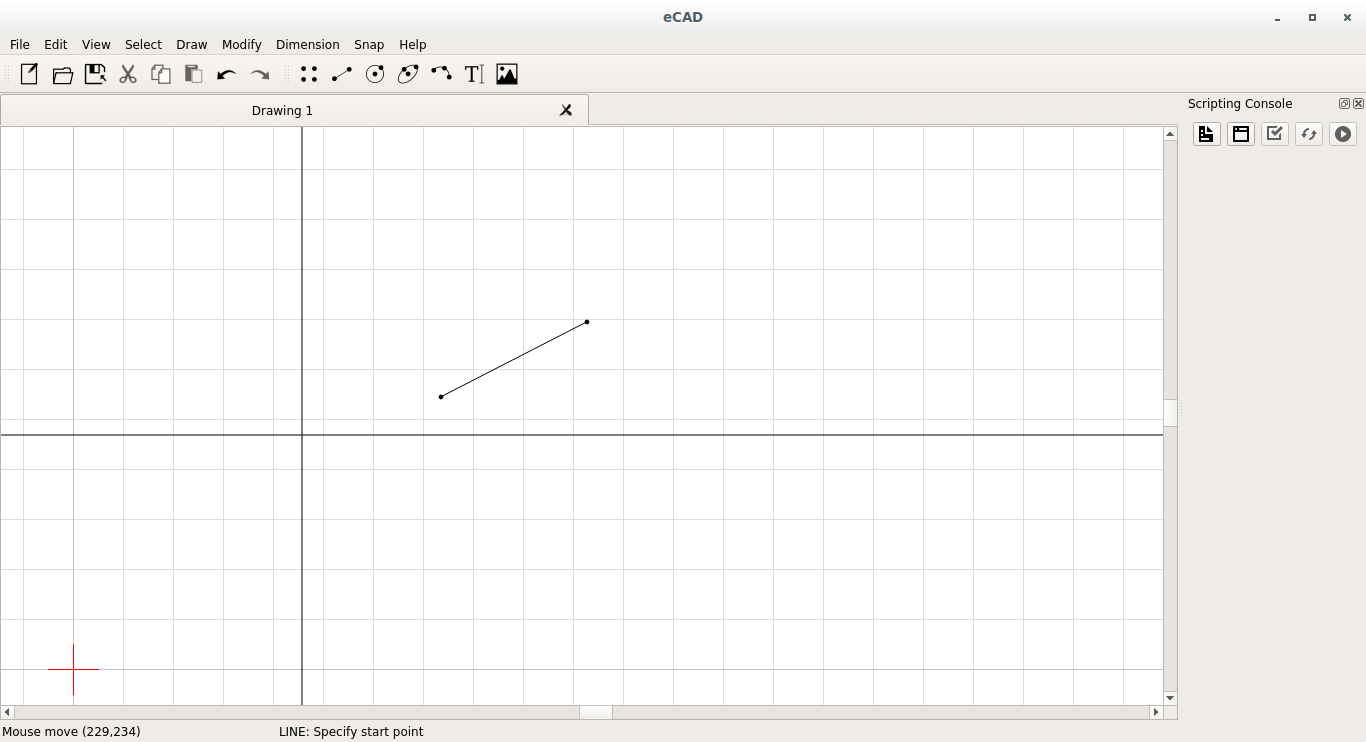 eCAD
File Edit View Select Draw Modify Dimension Snap Help
Drawing 1
Scripting Console
Mouse move (229,234) LINE: Specify start point